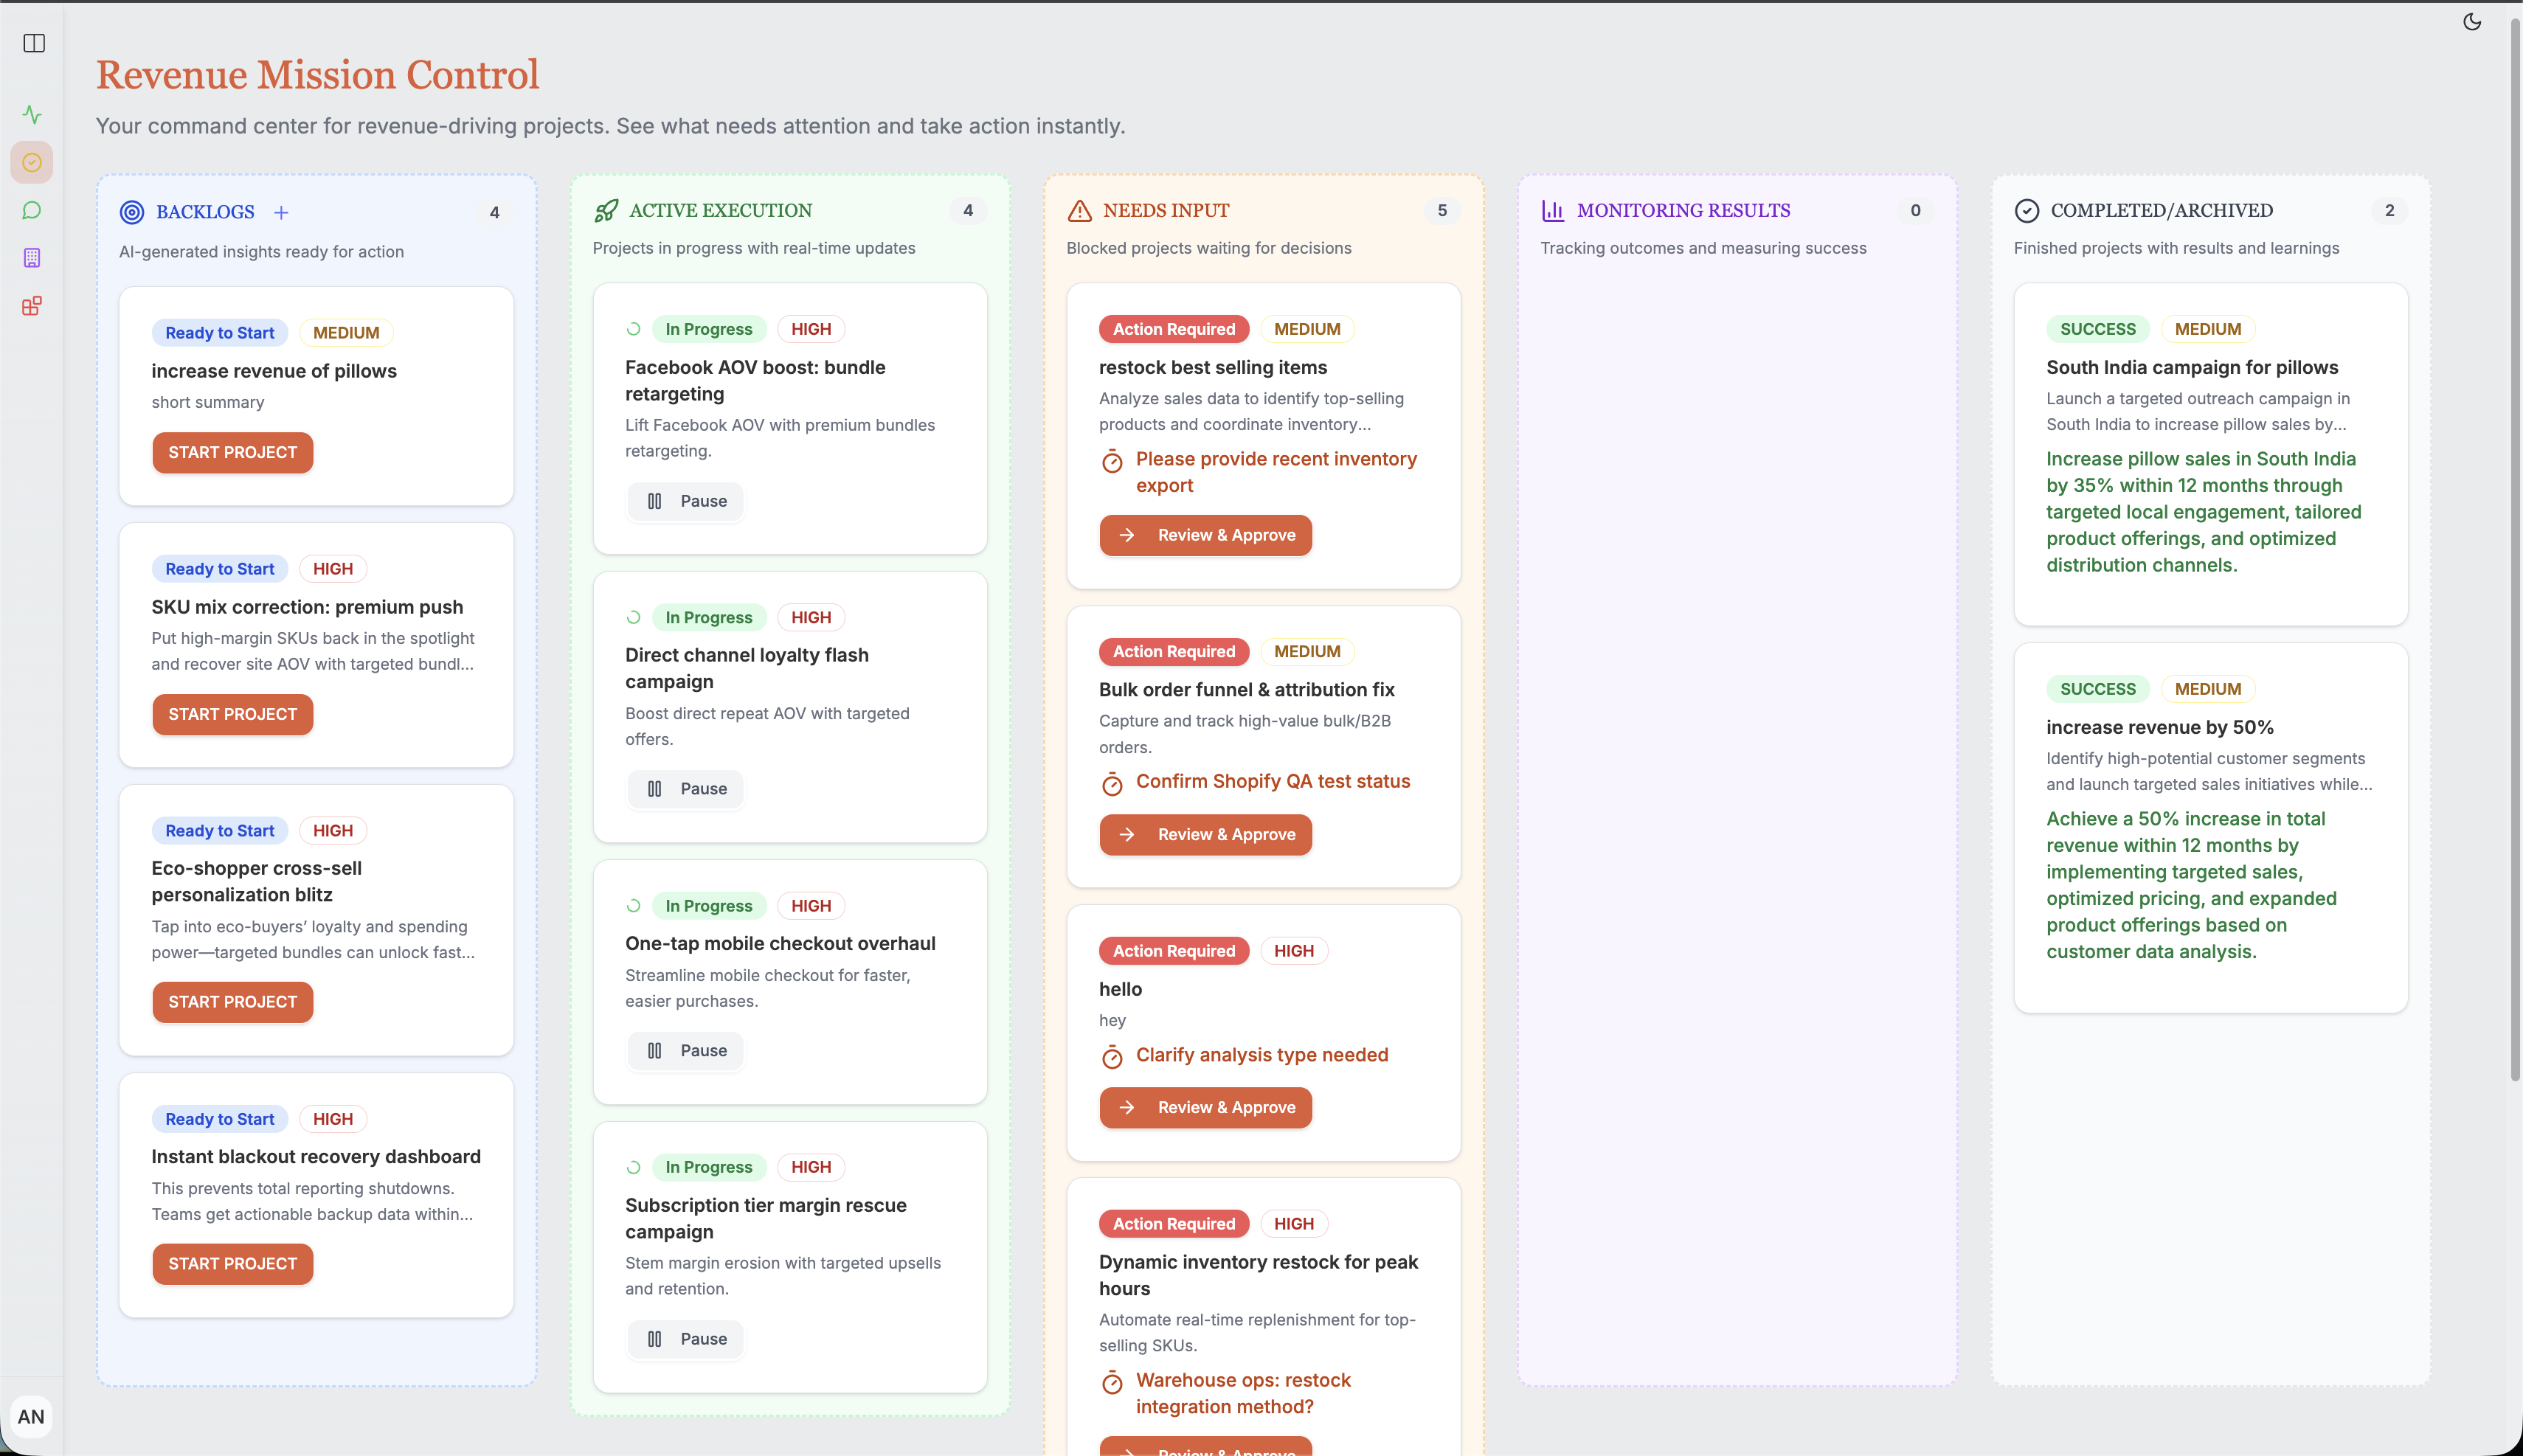 Revenue Mission Control
Your command center for revenue-driving projects. See what needs attention and take action instantly.
BACKLOGS
4
AI-generated insights ready for action
Ready to Start
MEDIUM
increase revenue of pillows
short summary
START PROJECT
Ready to Start
HIGH
SKU mix correction: premium push
Put high-margin SKUs back in the spotlight
and recover site AOV with targeted bundl...
START PROJECT
Ready to Start
HIGH
Eco-shopper cross-sell
personalization blitz
Tap into eco-buyers’ loyalty and spending
power—targeted bundles can unlock fast...
START PROJECT
Ready to Start
HIGH
Instant blackout recovery dashboard
This prevents total reporting shutdowns.
Teams get actionable backup data within...
START PROJECT
ACTIVE EXECUTION
4
Projects in progress with real-time updates
In Progress
HIGH
Facebook AOV boost: bundle
retargeting
Lift Facebook AOV with premium bundles
retargeting.
Pause
In Progress
HIGH
Direct channel loyalty flash
campaign
Boost direct repeat AOV with targeted
offers.
Pause
In Progress
HIGH
One-tap mobile checkout overhaul
Streamline mobile checkout for faster,
easier purchases.
Pause
In Progress
HIGH
Subscription tier margin rescue
campaign
Stem margin erosion with targeted upsells
and retention.
Pause
NEEDS INPUT
5
Blocked projects waiting for decisions
Action Required
MEDIUM
restock best selling items
Analyze sales data to identify top-selling
products and coordinate inventory...
Please provide recent inventory
export
Review & Approve
Action Required
MEDIUM
Bulk order funnel & attribution fix
Capture and track high-value bulk/B2B
orders.
Confirm Shopify QA test status
Review & Approve
Action Required
HIGH
hello
hey
Clarify analysis type needed
Review & Approve
Action Required
HIGH
Dynamic inventory restock for peak
hours
Automate real-time replenishment for top-
selling SKUs.
Warehouse ops: restock
integration method?
Review & Approve
MONITORING RESULTS
0
Tracking outcomes and measuring success
COMPLETED/ARCHIVED
2
Finished projects with results and learnings
SUCCESS
MEDIUM
South India campaign for pillows
Launch a targeted outreach campaign in
South India to increase pillow sales by...
Increase pillow sales in South India
by 35% within 12 months through
targeted local engagement, tailored
product offerings, and optimized
distribution channels.
SUCCESS
MEDIUM
increase revenue by 50%
Identify high-potential customer segments
and launch targeted sales initiatives while...
Achieve a 50% increase in total
revenue within 12 months by
implementing targeted sales,
optimized pricing, and expanded
product offerings based on
customer data analysis.
AN